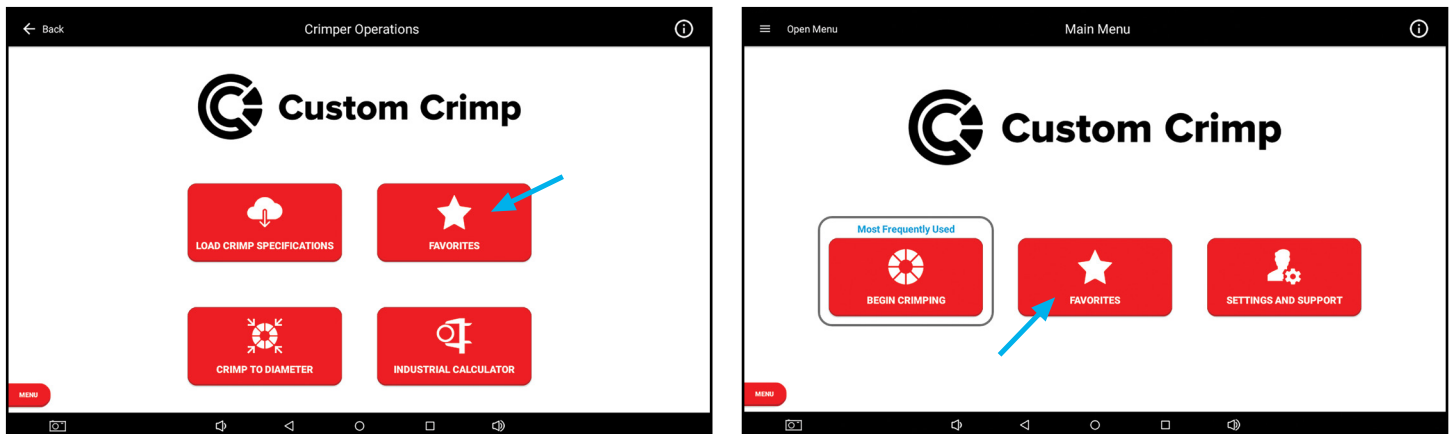 Back
Crimper Operations
Custom Crimp
LOAD CRIMP SPECIFICATIONS
FAVORITES
CRIMP TO DIAMETER
INDUSTRIAL CALCULATOR
MENU
Open Menu
Main Menu
Custom Crimp
Most Frequently Used
BEGIN CRIMPING
FAVORITES
SETTINGS AND SUPPORT
MENU